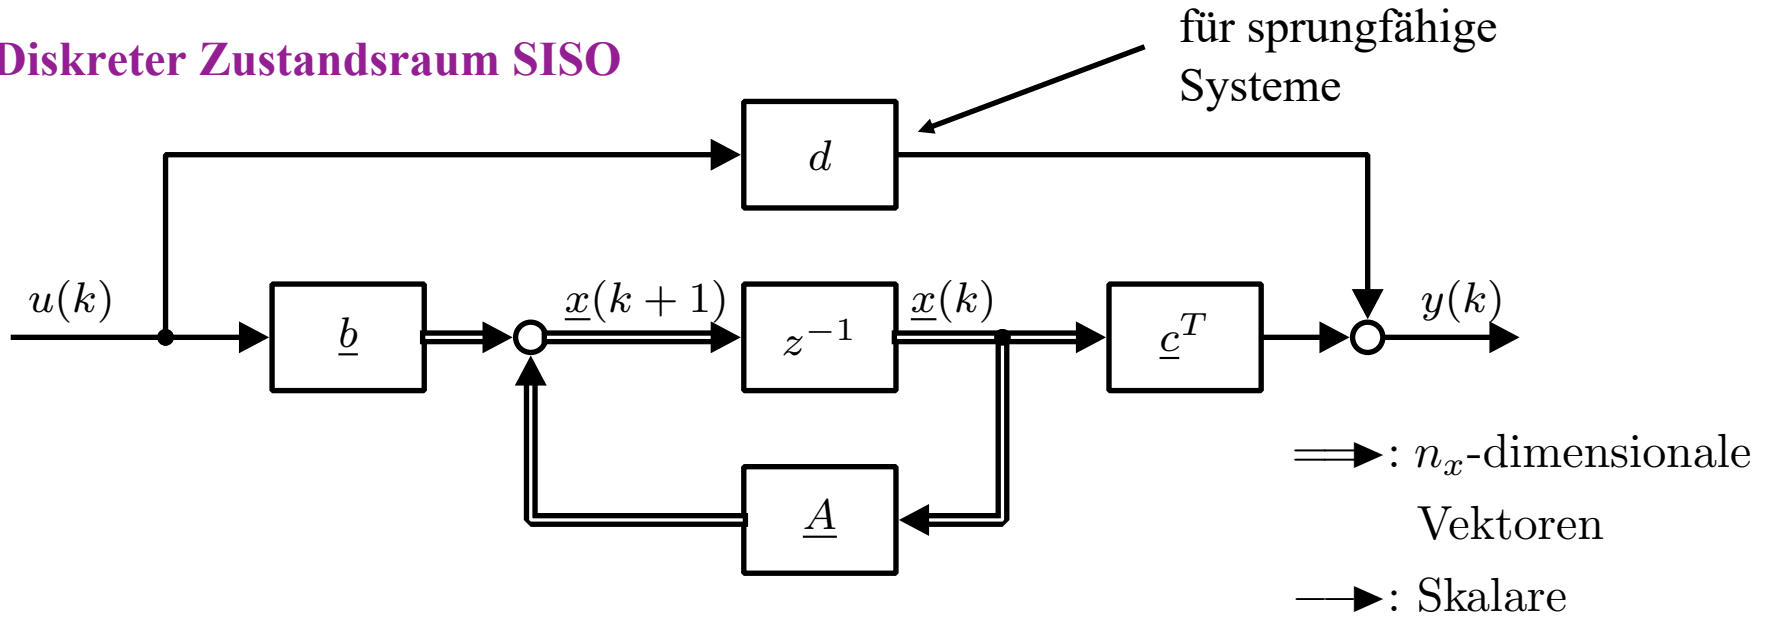 Diskreter Zustandsraum SISO
für sprungfähige
Systeme
d
u(k)
b
x(k + 1)
z⁻¹
x(k)
cᵀ
y(k)
A
: nₓ-dimensionale
Vektoren
: Skalare